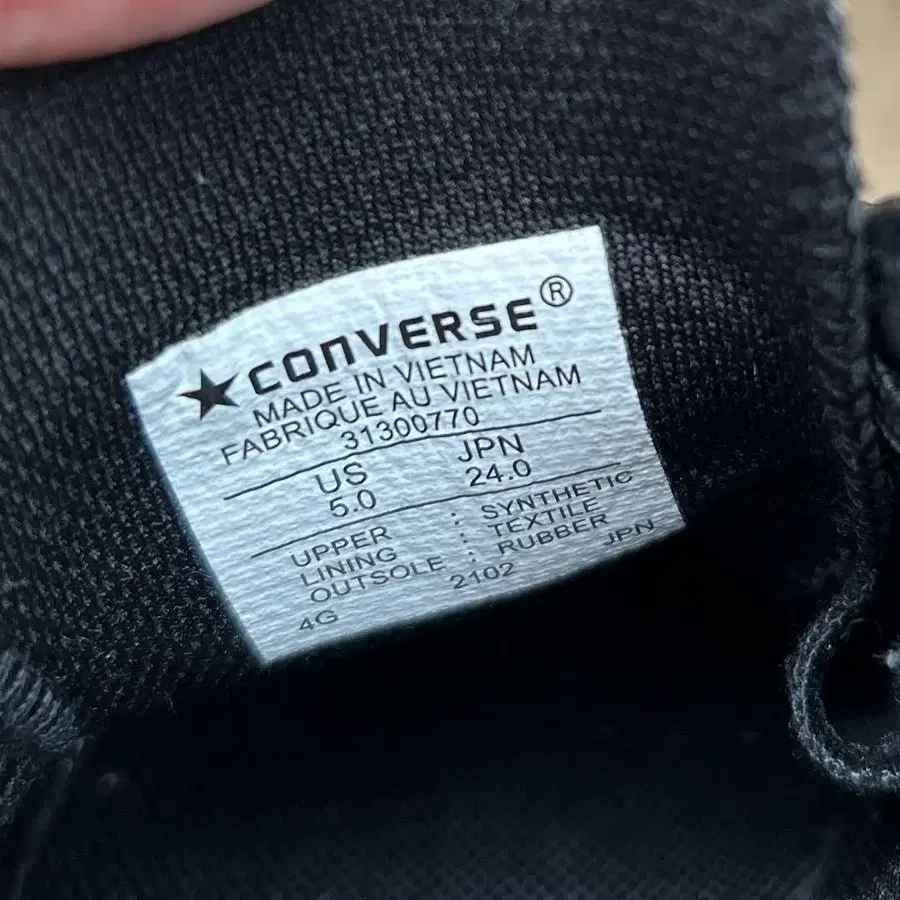 ★CONVERSE®
MADE IN VIETNAM
FABRIQUE AU VIETNAM
31300770
US JPN
5.0 24.0
UPPER : SYNTHETIC
LINING : TEXTILE
OUTSOLE : RUBBER
4G 2102 JPN